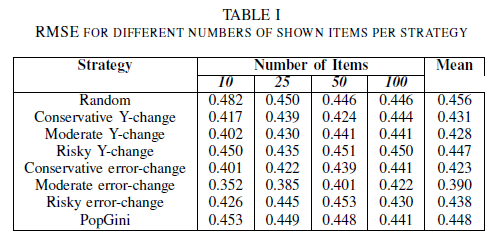 TABLE I
RMSE FOR DIFFERENT NUMBERS OF SHOWN ITEMS PER STRATEGY
Strategy Number of Items Mean
10 25 50 100
Random 0.482 0.450 0.446 0.446 0.456
Conservative Y-change 0.417 0.439 0.424 0.444 0.431
Moderate Y-change 0.402 0.430 0.441 0.441 0.428
Risky Y-change 0.450 0.435 0.451 0.450 0.447
Conservative error-change 0.401 0.422 0.439 0.441 0.423
Moderate error-change 0.352 0.385 0.401 0.422 0.390
Risky error-change 0.426 0.445 0.453 0.430 0.438
PopGini 0.453 0.449 0.448 0.441 0.448